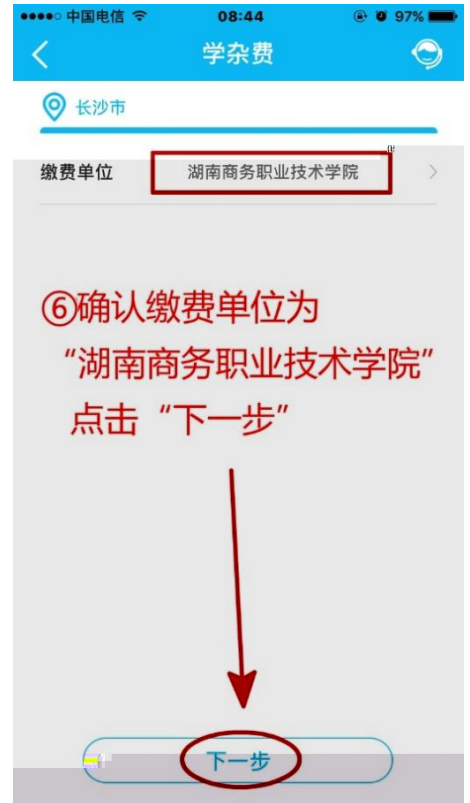 中国电信 08:44 97%
学杂费
长沙市
缴费单位 湖南商务职业技术学院
⑥确认缴费单位为
“湖南商务职业技术学院”
点击“下一步”
下一步